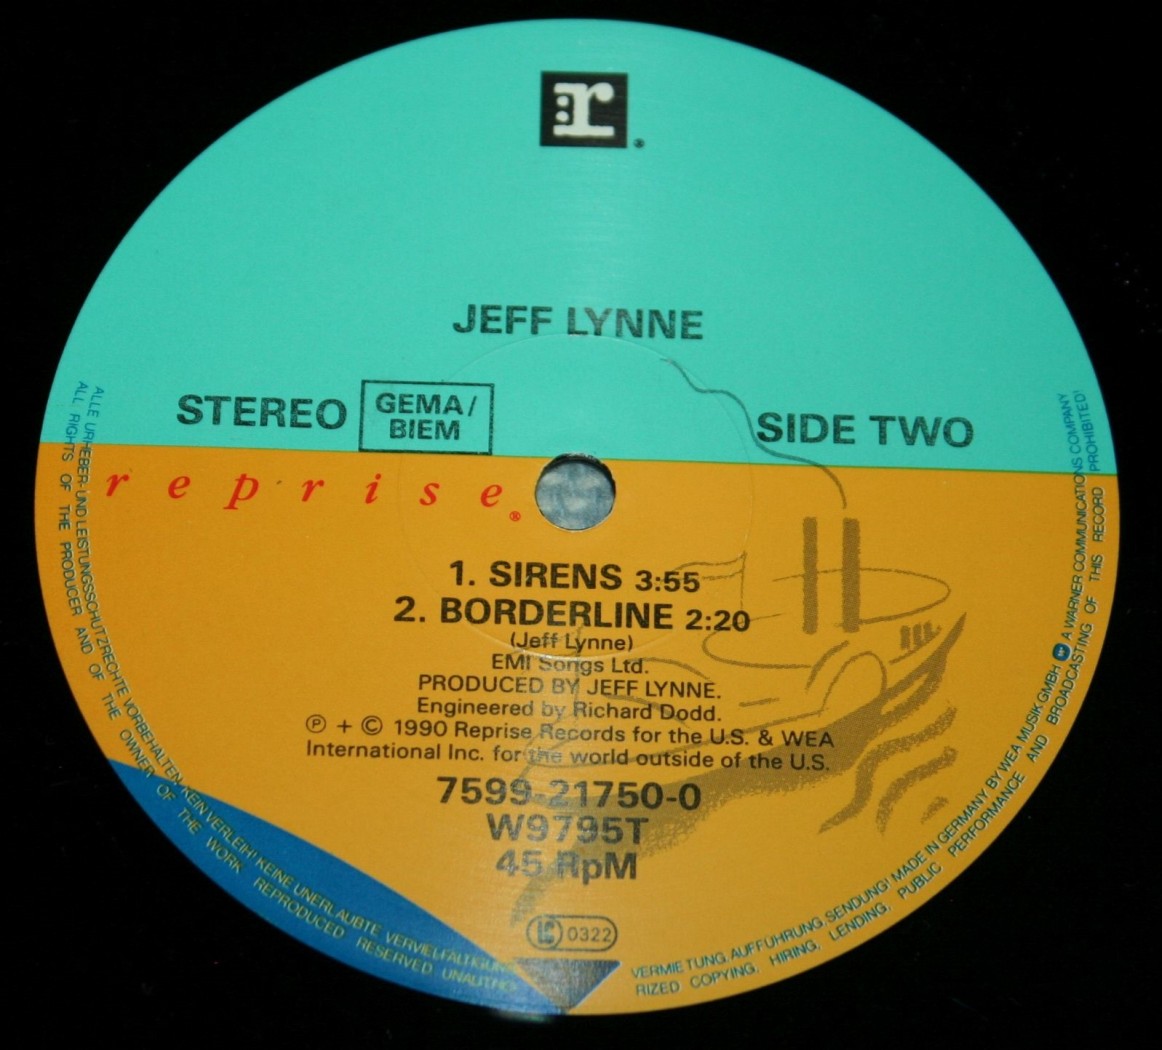 r®
JEFF LYNNE
STEREO
GEMA/
BIEM
SIDE TWO
reprise®
1. SIRENS 3:55
2. BORDERLINE 2:20
(Jeff Lynne)
EMI Songs Ltd.
PRODUCED BY JEFF LYNNE.
Engineered by Richard Dodd.
℗ + © 1990 Reprise Records for the U.S. & WEA
International Inc. for the world outside of the U.S.
7599-21750-0
W9795T
45 RpM
LC 0322
ALLE URHEBER- UND LEISTUNGSSCHUTZRECHTE VORBEHALTEN. KEIN VERLEIH! KEINE UNERLAUBTE VERVIELFÄLTIGUNG, VERMIETUNG, AUFFÜHRUNG, SENDUNG! MADE IN GERMANY BY WEA MUSIK GMBH A WARNER COMMUNICATIONS COMPANY
ALL RIGHTS OF THE PRODUCER AND OF THE OWNER OF THE WORK REPRODUCED RESERVED UNAUTHO- RIZED COPYING, HIRING, LENDING, PUBLIC PERFORMANCE AND BROADCASTING OF THIS RECORD PROHIBITED!